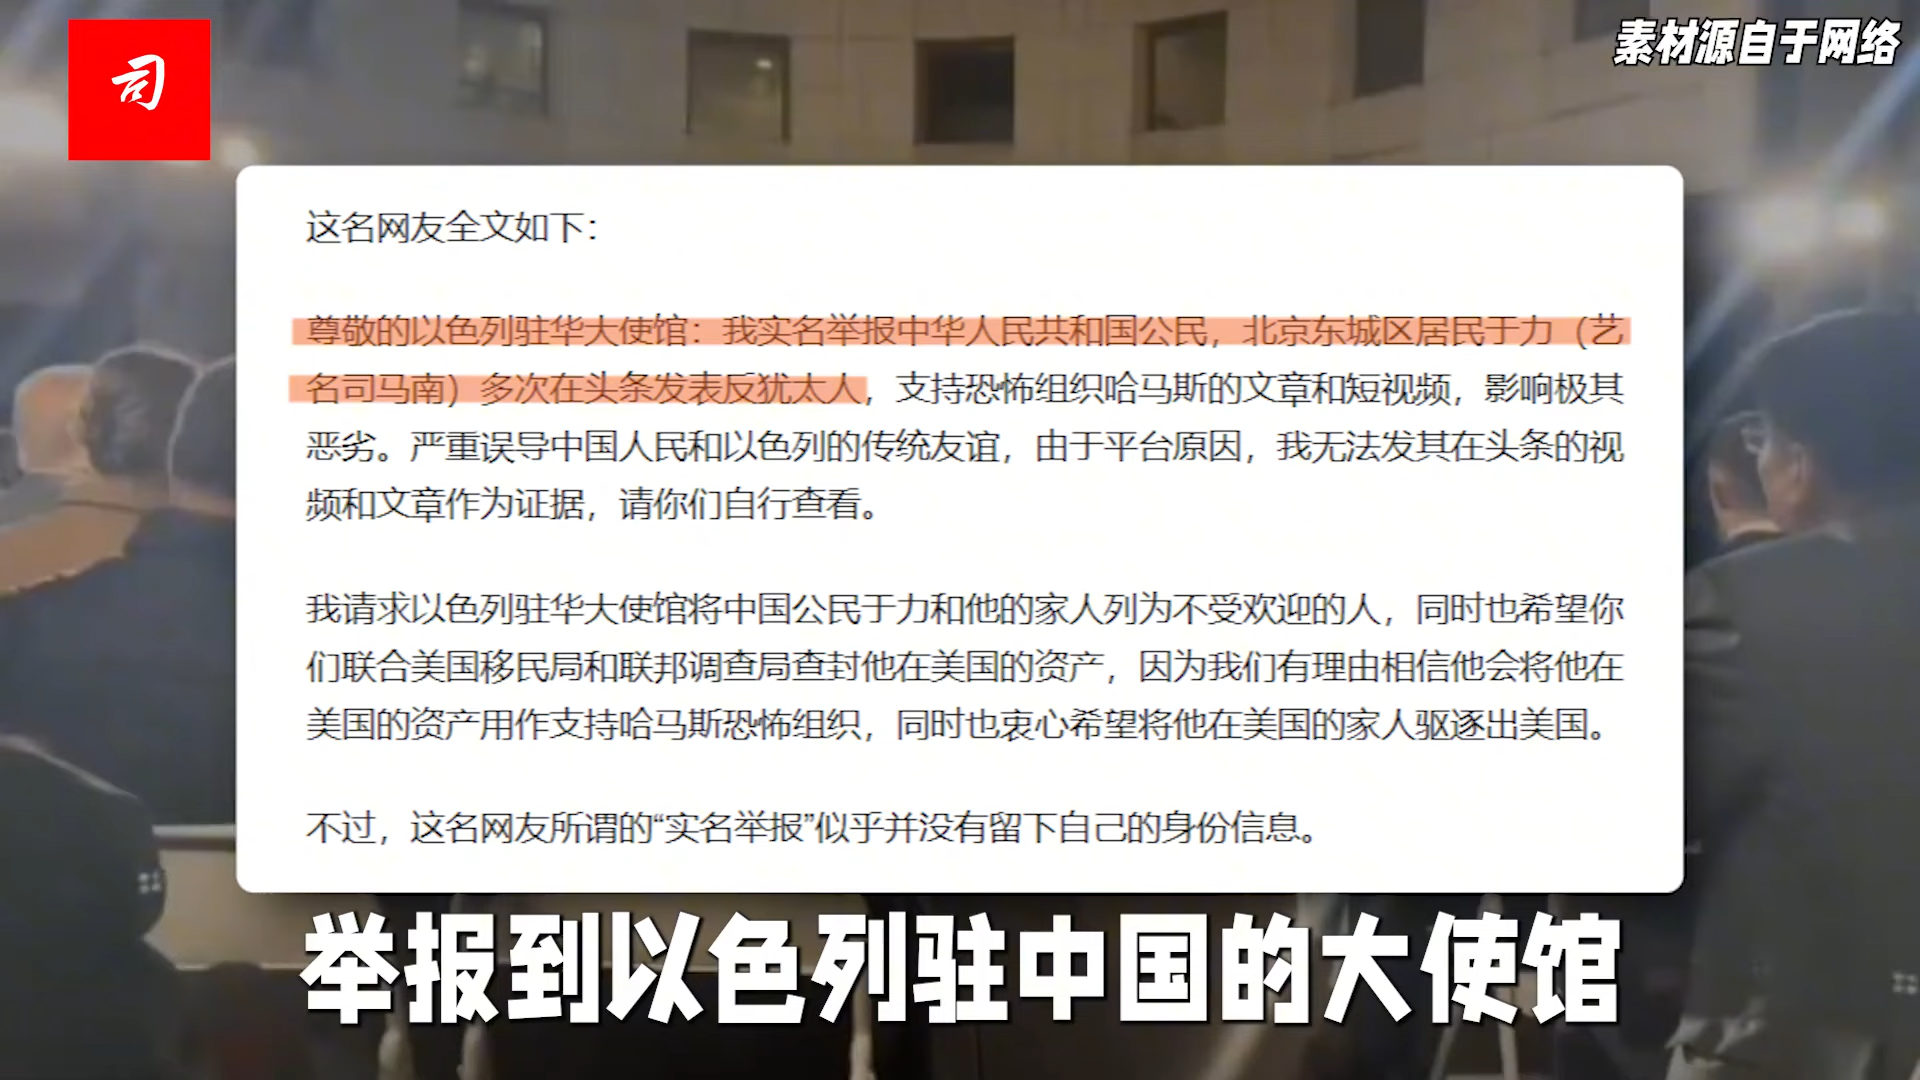 司
素材源自于网络
这名网友全文如下：
尊敬的以色列驻华大使馆：我实名举报中华人民共和国公民，北京东城区居民于力（艺
名司马南）多次在头条发表反犹太人，支持恐怖组织哈马斯的文章和短视频，影响极其
恶劣。严重误导中国人民和以色列的传统友谊，由于平台原因，我无法发其在头条的视
频和文章作为证据，请你们自行查看。
我请求以色列驻华大使馆将中国公民于力和他的家人列为不受欢迎的人，同时也希望你
们联合美国移民局和联邦调查局查封他在美国的资产，因为我们有理由相信他会将他在
美国的资产用作支持哈马斯恐怖组织，同时也衷心希望将他在美国的家人驱逐出美国。
不过，这名网友所谓的“实名举报”似乎并没有留下自己的身份信息。
举报到以色列驻中国的大使馆